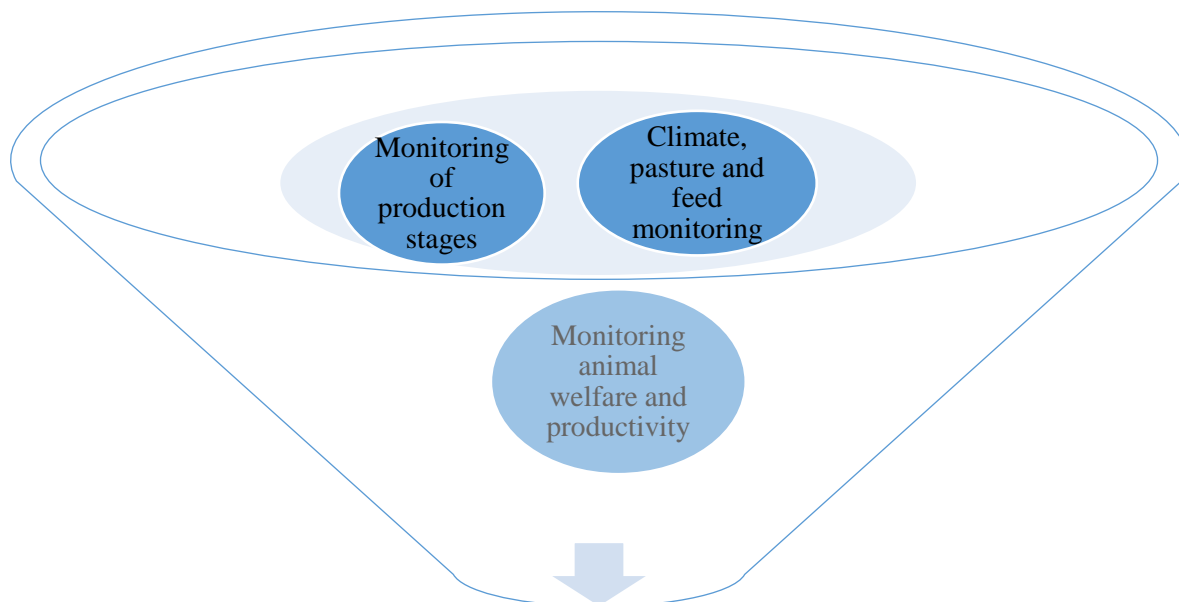 Monitoring
of
production
stages
Climate,
pasture and
feed
monitoring
Monitoring
animal
welfare and
productivity